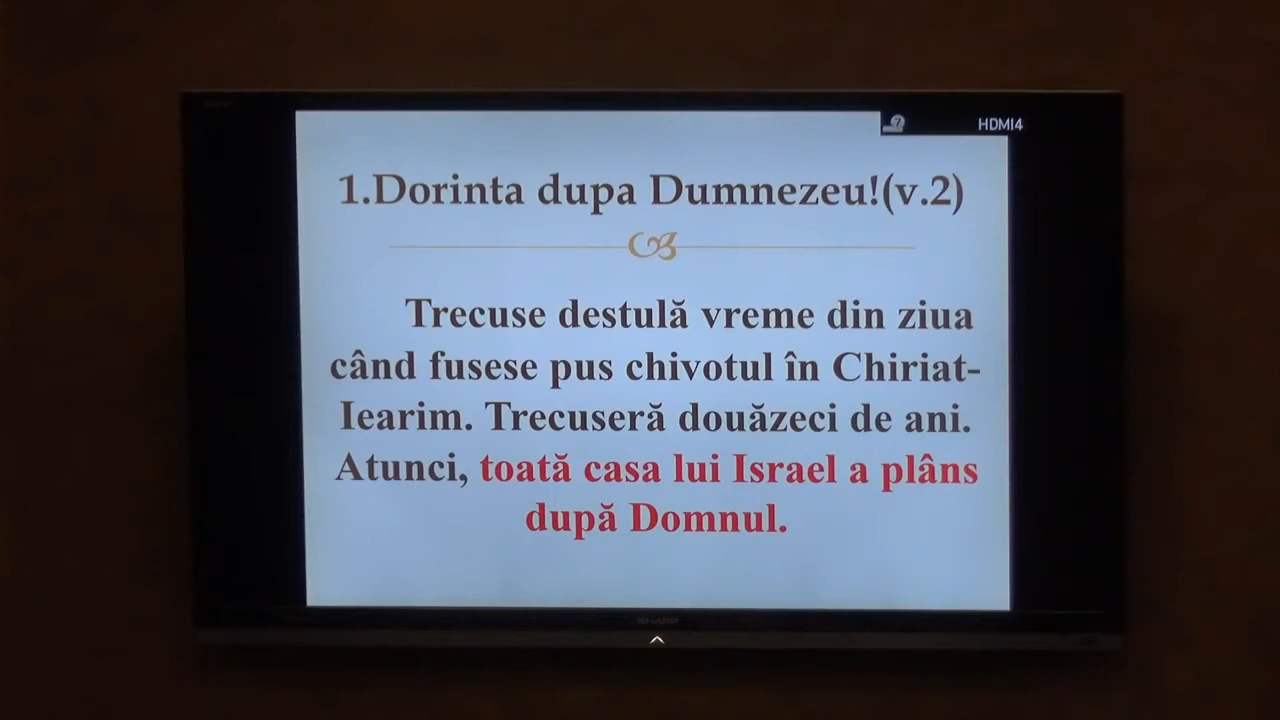 HDMI4
1.Dorinta dupa Dumnezeu!(v.2)
Trecuse destulă vreme din ziua
când fusese pus chivotul în Chiriat-
Iearim. Trecuseră douăzeci de ani.
Atunci, toată casa lui Israel a plâns
după Domnul.
SHARP